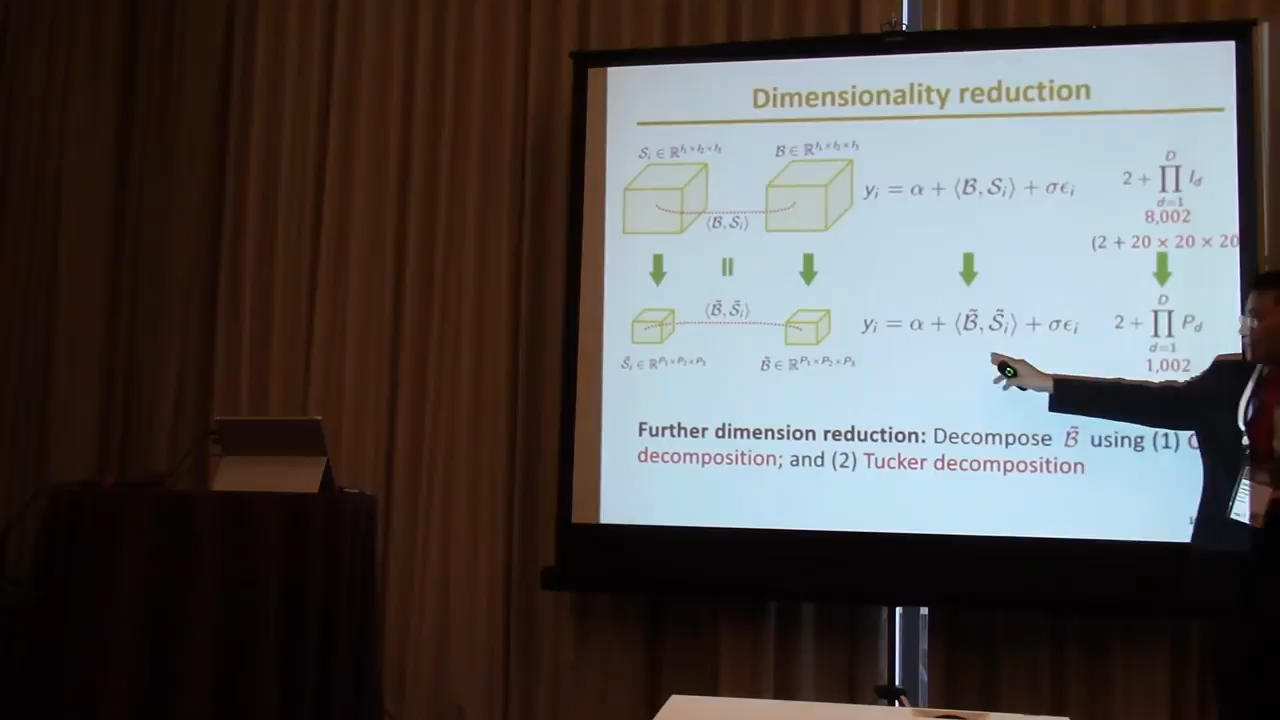 Dimensionality reduction
𝒮ᵢ ∈ ℝ^{I₁×I₂×I₃}
ℬ ∈ ℝ^{I₁×I₂×I₃}
⟨ℬ, 𝒮ᵢ⟩
yᵢ = α + ⟨ℬ, 𝒮ᵢ⟩ + σϵᵢ
2 + ∏_{d=1}^{D} I_d
8,002
(2 + 20 × 20 × 20
=
⟨ℬ̃, 𝒮̃ᵢ⟩
𝒮̃ᵢ ∈ ℝ^{P₁×P₂×P₃}
ℬ̃ ∈ ℝ^{P₁×P₂×P₃}
yᵢ = α + ⟨ℬ̃, 𝒮̃ᵢ⟩ + σϵᵢ
2 + ∏_{d=1}^{D} P_d
1,002
Further dimension reduction: Decompose ℬ̃ using (1)
decomposition; and (2) Tucker decomposition